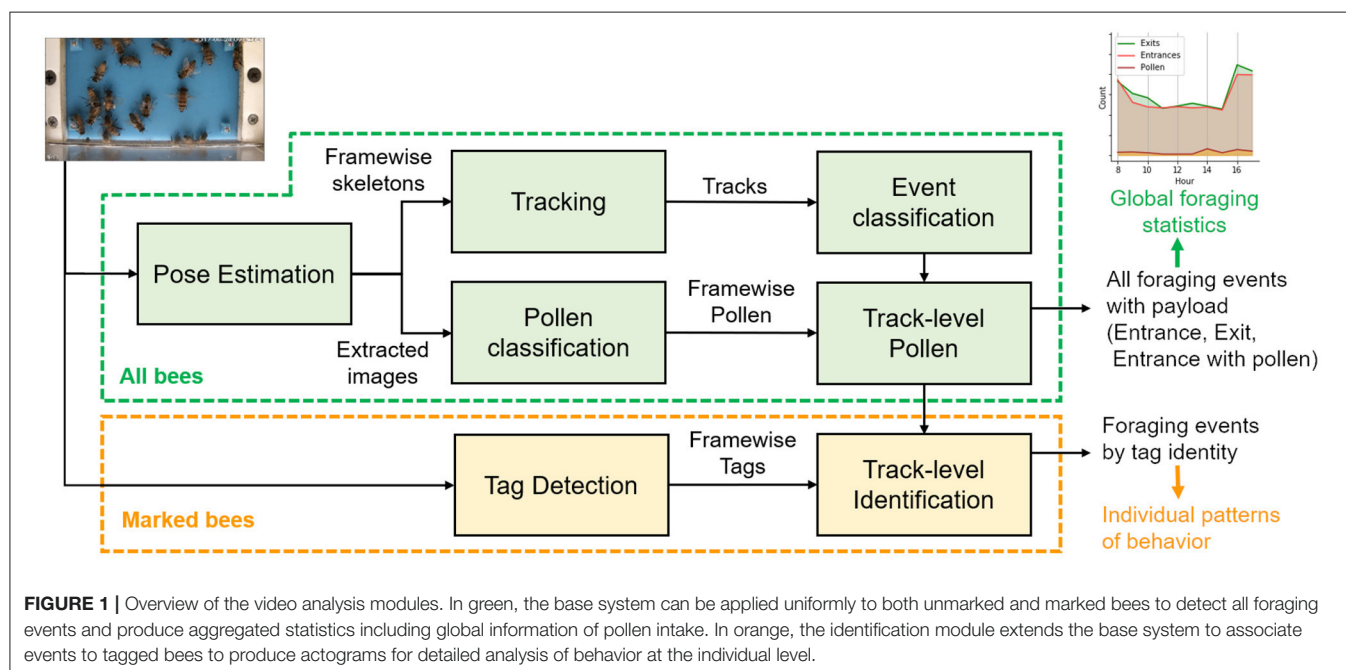 Exits
Entrances
Pollen
Count
8 10 12 14 16
Hour
Global foraging
statistics
Framewise
skeletons
Tracking
Tracks
Event
classification
Pose Estimation
All foraging events
with payload
(Entrance, Exit,
Entrance with pollen)
Pollen
classification
Framewise
Pollen
Track-level
Pollen
Extracted
images
All bees
Tag Detection
Framewise
Tags
Track-level
Identification
Foraging events
by tag identity
Marked bees
Individual patterns
of behavior
FIGURE 1 | Overview of the video analysis modules. In green, the base system can be applied uniformly to both unmarked and marked bees to detect all foraging
events and produce aggregated statistics including global information of pollen intake. In orange, the identification module extends the base system to associate
events to tagged bees to produce actograms for detailed analysis of behavior at the individual level.